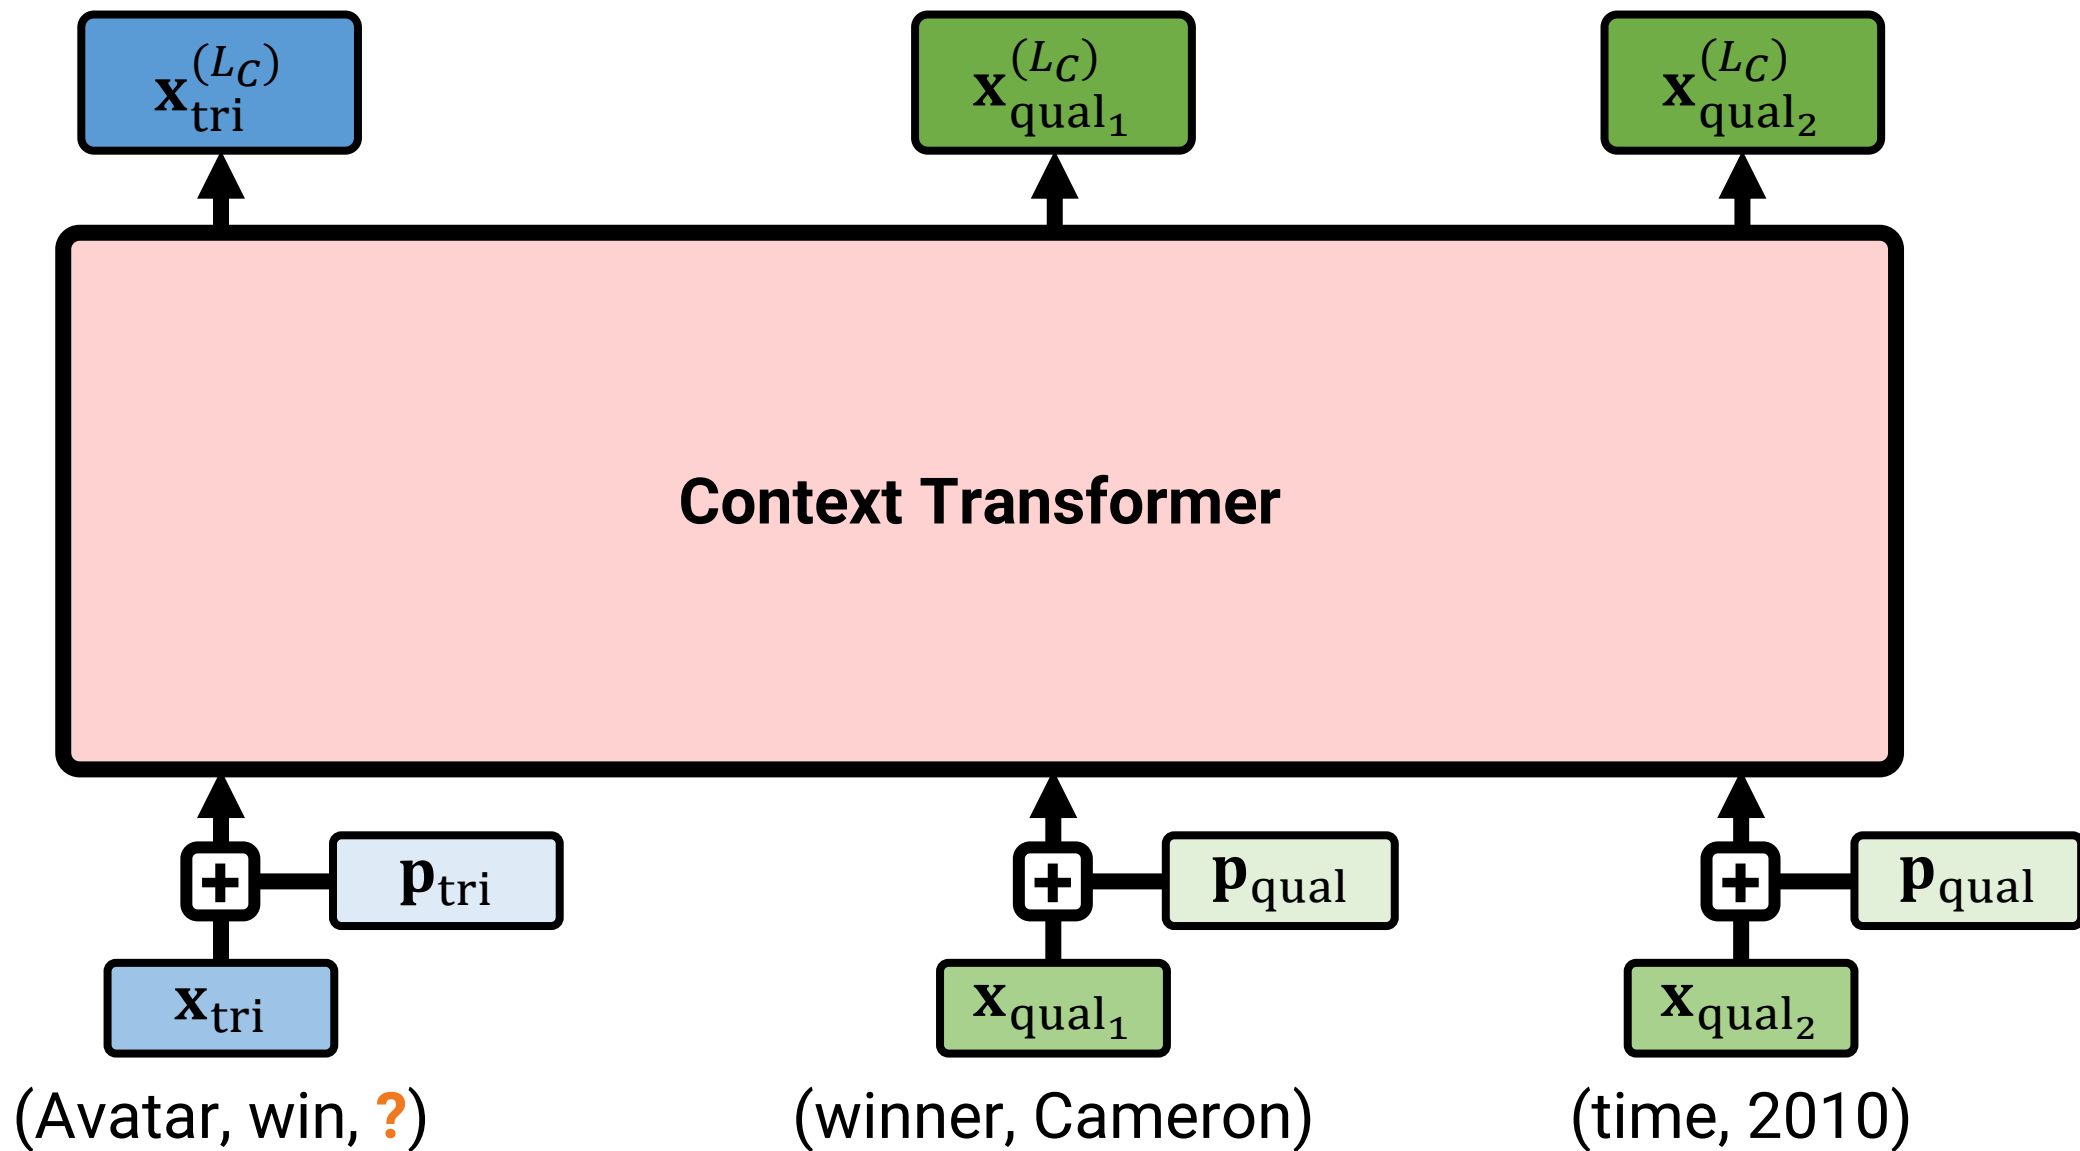 𝐱_tri^(L_C) 𝐱_qual₁^(L_C) 𝐱_qual₂^(L_C)
Context Transformer
+ 𝐩_tri + 𝐩_qual + 𝐩_qual
𝐱_tri 𝐱_qual₁ 𝐱_qual₂
(Avatar, win, ?) (winner, Cameron) (time, 2010)